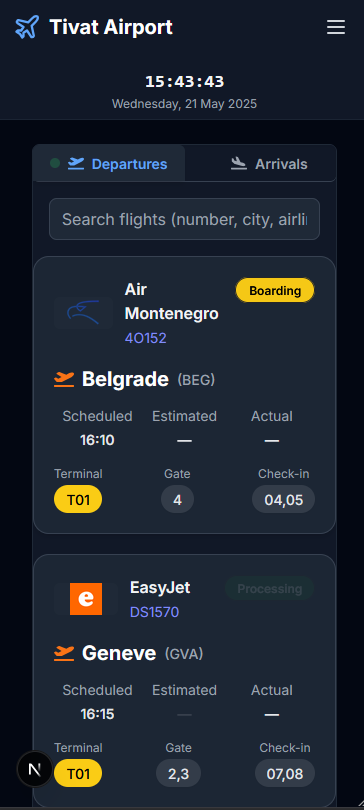 Tivat Airport
15:43:43
Wednesday, 21 May 2025
Departures Arrivals
Search flights (number, city, airli
Air Montenegro Boarding
4O152
Belgrade (BEG)
Scheduled Estimated Actual
16:10 — —
Terminal Gate Check-in
T01 4 04,05
e EasyJet Processing
DS1570
Geneve (GVA)
Scheduled Estimated Actual
16:15 — —
Terminal Gate Check-in
N T01 2,3 07,08